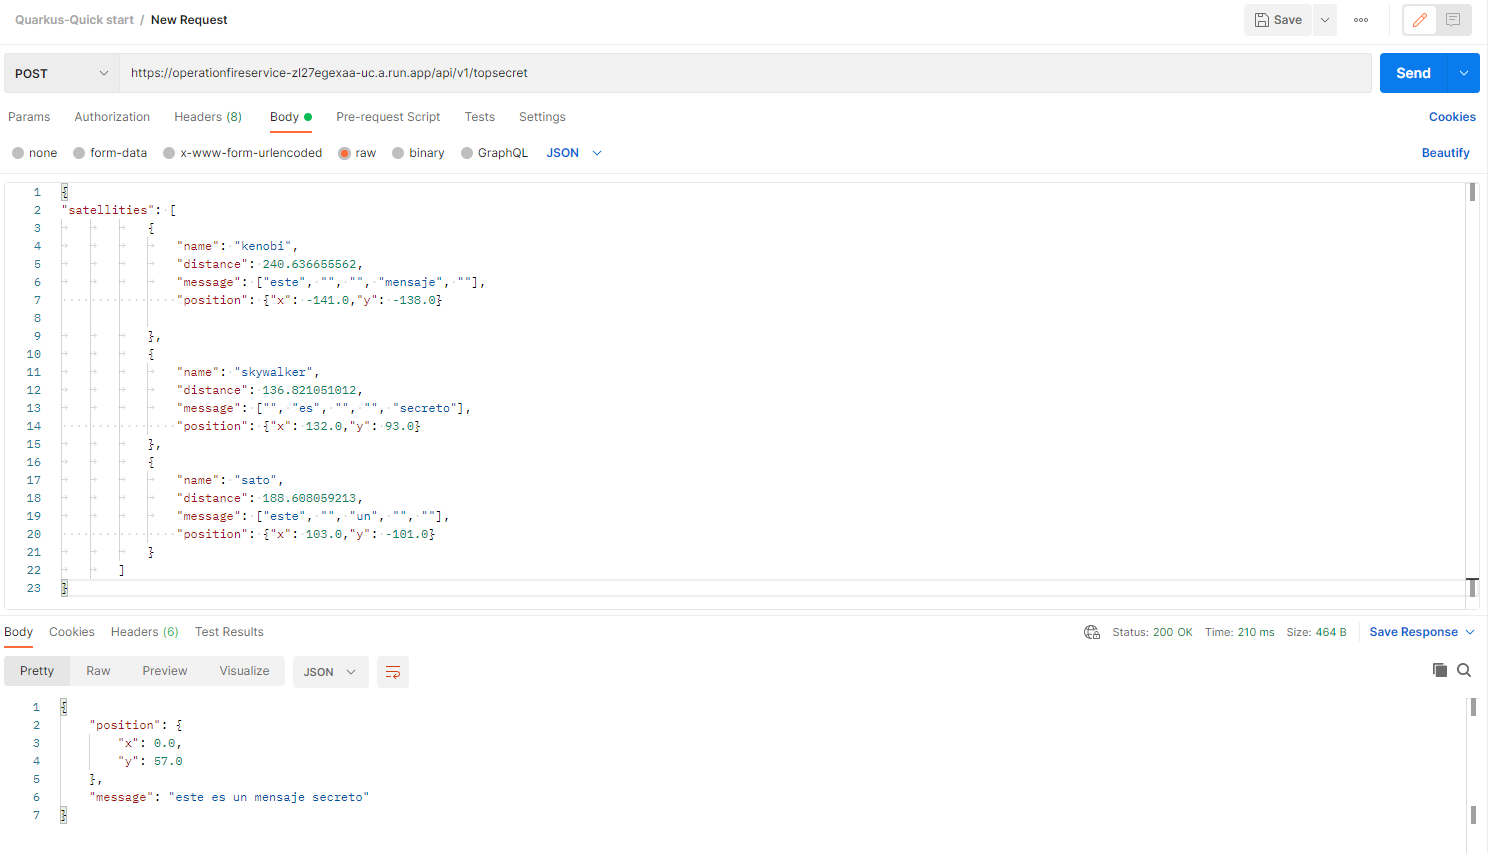 Quarkus-Quick start / New Request
Save
POST
https://operationfireservice-zl27egexaa-uc.a.run.app/api/v1/topsecret
Send
Params Authorization Headers (8) Body Pre-request Script Tests Settings Cookies
none form-data x-www-form-urlencoded raw binary GraphQL JSON Beautify
1 {
2 "satellities": [
3 {
4 "name": "kenobi",
5 "distance": 240.636655562,
6 "message": ["este", "", "", "mensaje", ""],
7 "position": {"x": -141.0,"y": -138.0}
8
9 },
10 {
11 "name": "skywalker",
12 "distance": 136.821051012,
13 "message": ["", "es", "", "", "secreto"],
14 "position": {"x": 132.0,"y": 93.0}
15 },
16 {
17 "name": "sato",
18 "distance": 188.608059213,
19 "message": ["este", "", "un", "", ""],
20 "position": {"x": 103.0,"y": -101.0}
21 }
22 ]
23 }
Body Cookies Headers (6) Test Results Status: 200 OK Time: 210 ms Size: 464 B Save Response
Pretty Raw Preview Visualize JSON
1 {
2 "position": {
3 "x": 0.0,
4 "y": 57.0
5 },
6 "message": "este es un mensaje secreto"
7 }